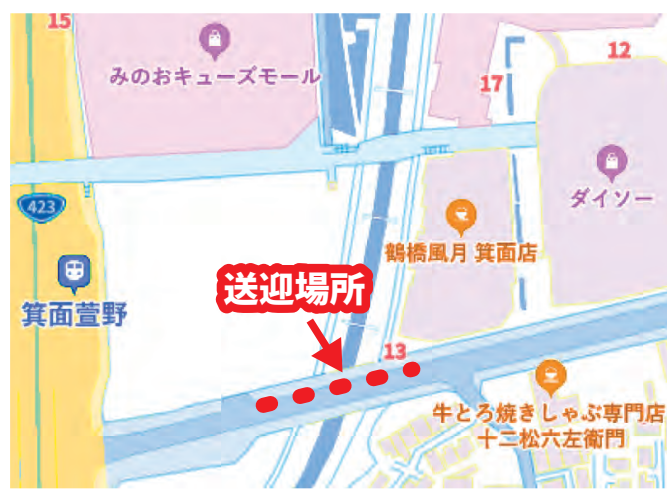 15
みのおキューズモール
12
17
423
ダイソー
鶴橋風月 箕面店
箕面萱野
送迎場所
13
牛とろ焼きしゃぶ専門店
十二松六左衛門